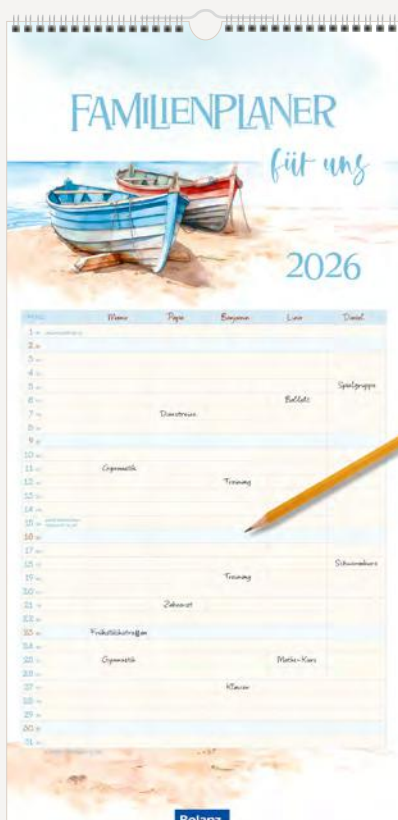 FAMILIENPLANER
für uns
2026
Mama Papa Benjamin Lina Daniel
1
2
3
4
5 Spielgruppe
6 Ballett
7 Dienstreise
8
9
10
11 Gymnastik
12 Training
13
14
15
16
17
18 Schwimmkurs
19 Training
20
21 Zahnarzt
22
23 Frühstückstreffen
24
25 Gymnastik Mathe-Kurs
26
27 Klavier
28
29
30
31